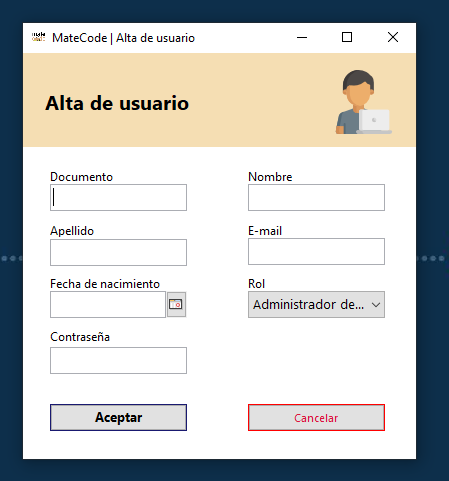 MateCode | Alta de usuario
Alta de usuario
Documento
Nombre
Apellido
E-mail
Fecha de nacimiento
Rol
Administrador de...
Contraseña
Aceptar
Cancelar